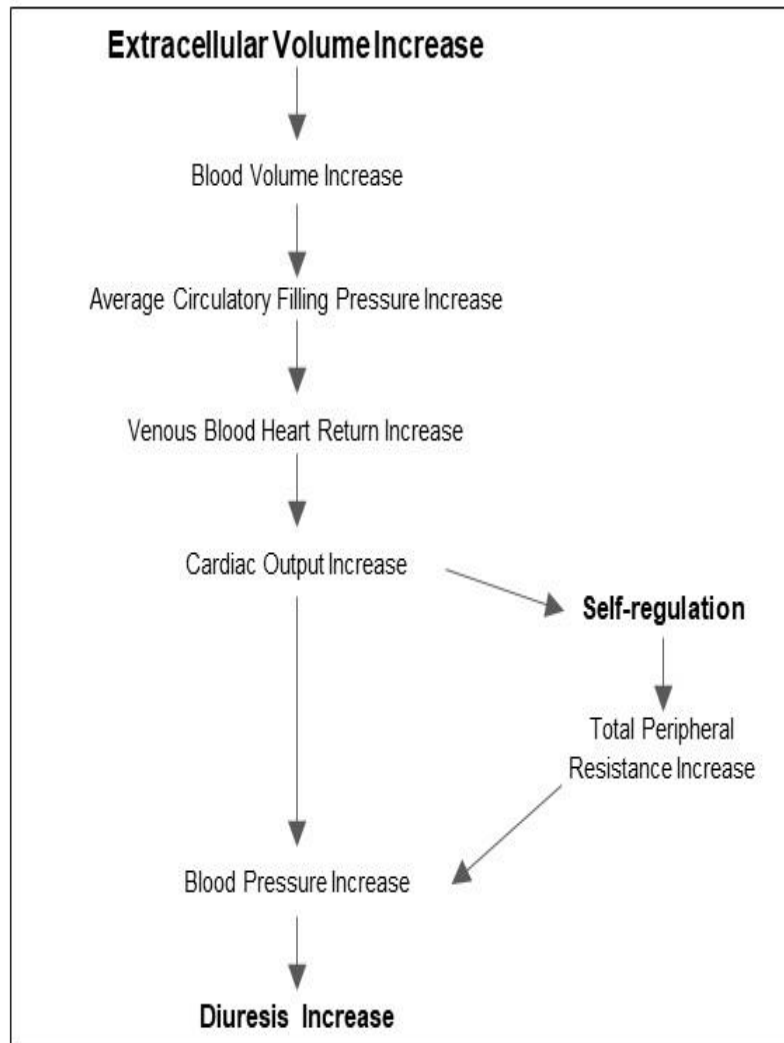 Extracellular Volume Increase
Blood Volume Increase
Average Circulatory Filling Pressure Increase
Venous Blood Heart Return Increase
Cardiac Output Increase
Self-regulation
Total Peripheral
Resistance Increase
Blood Pressure Increase
Diuresis Increase